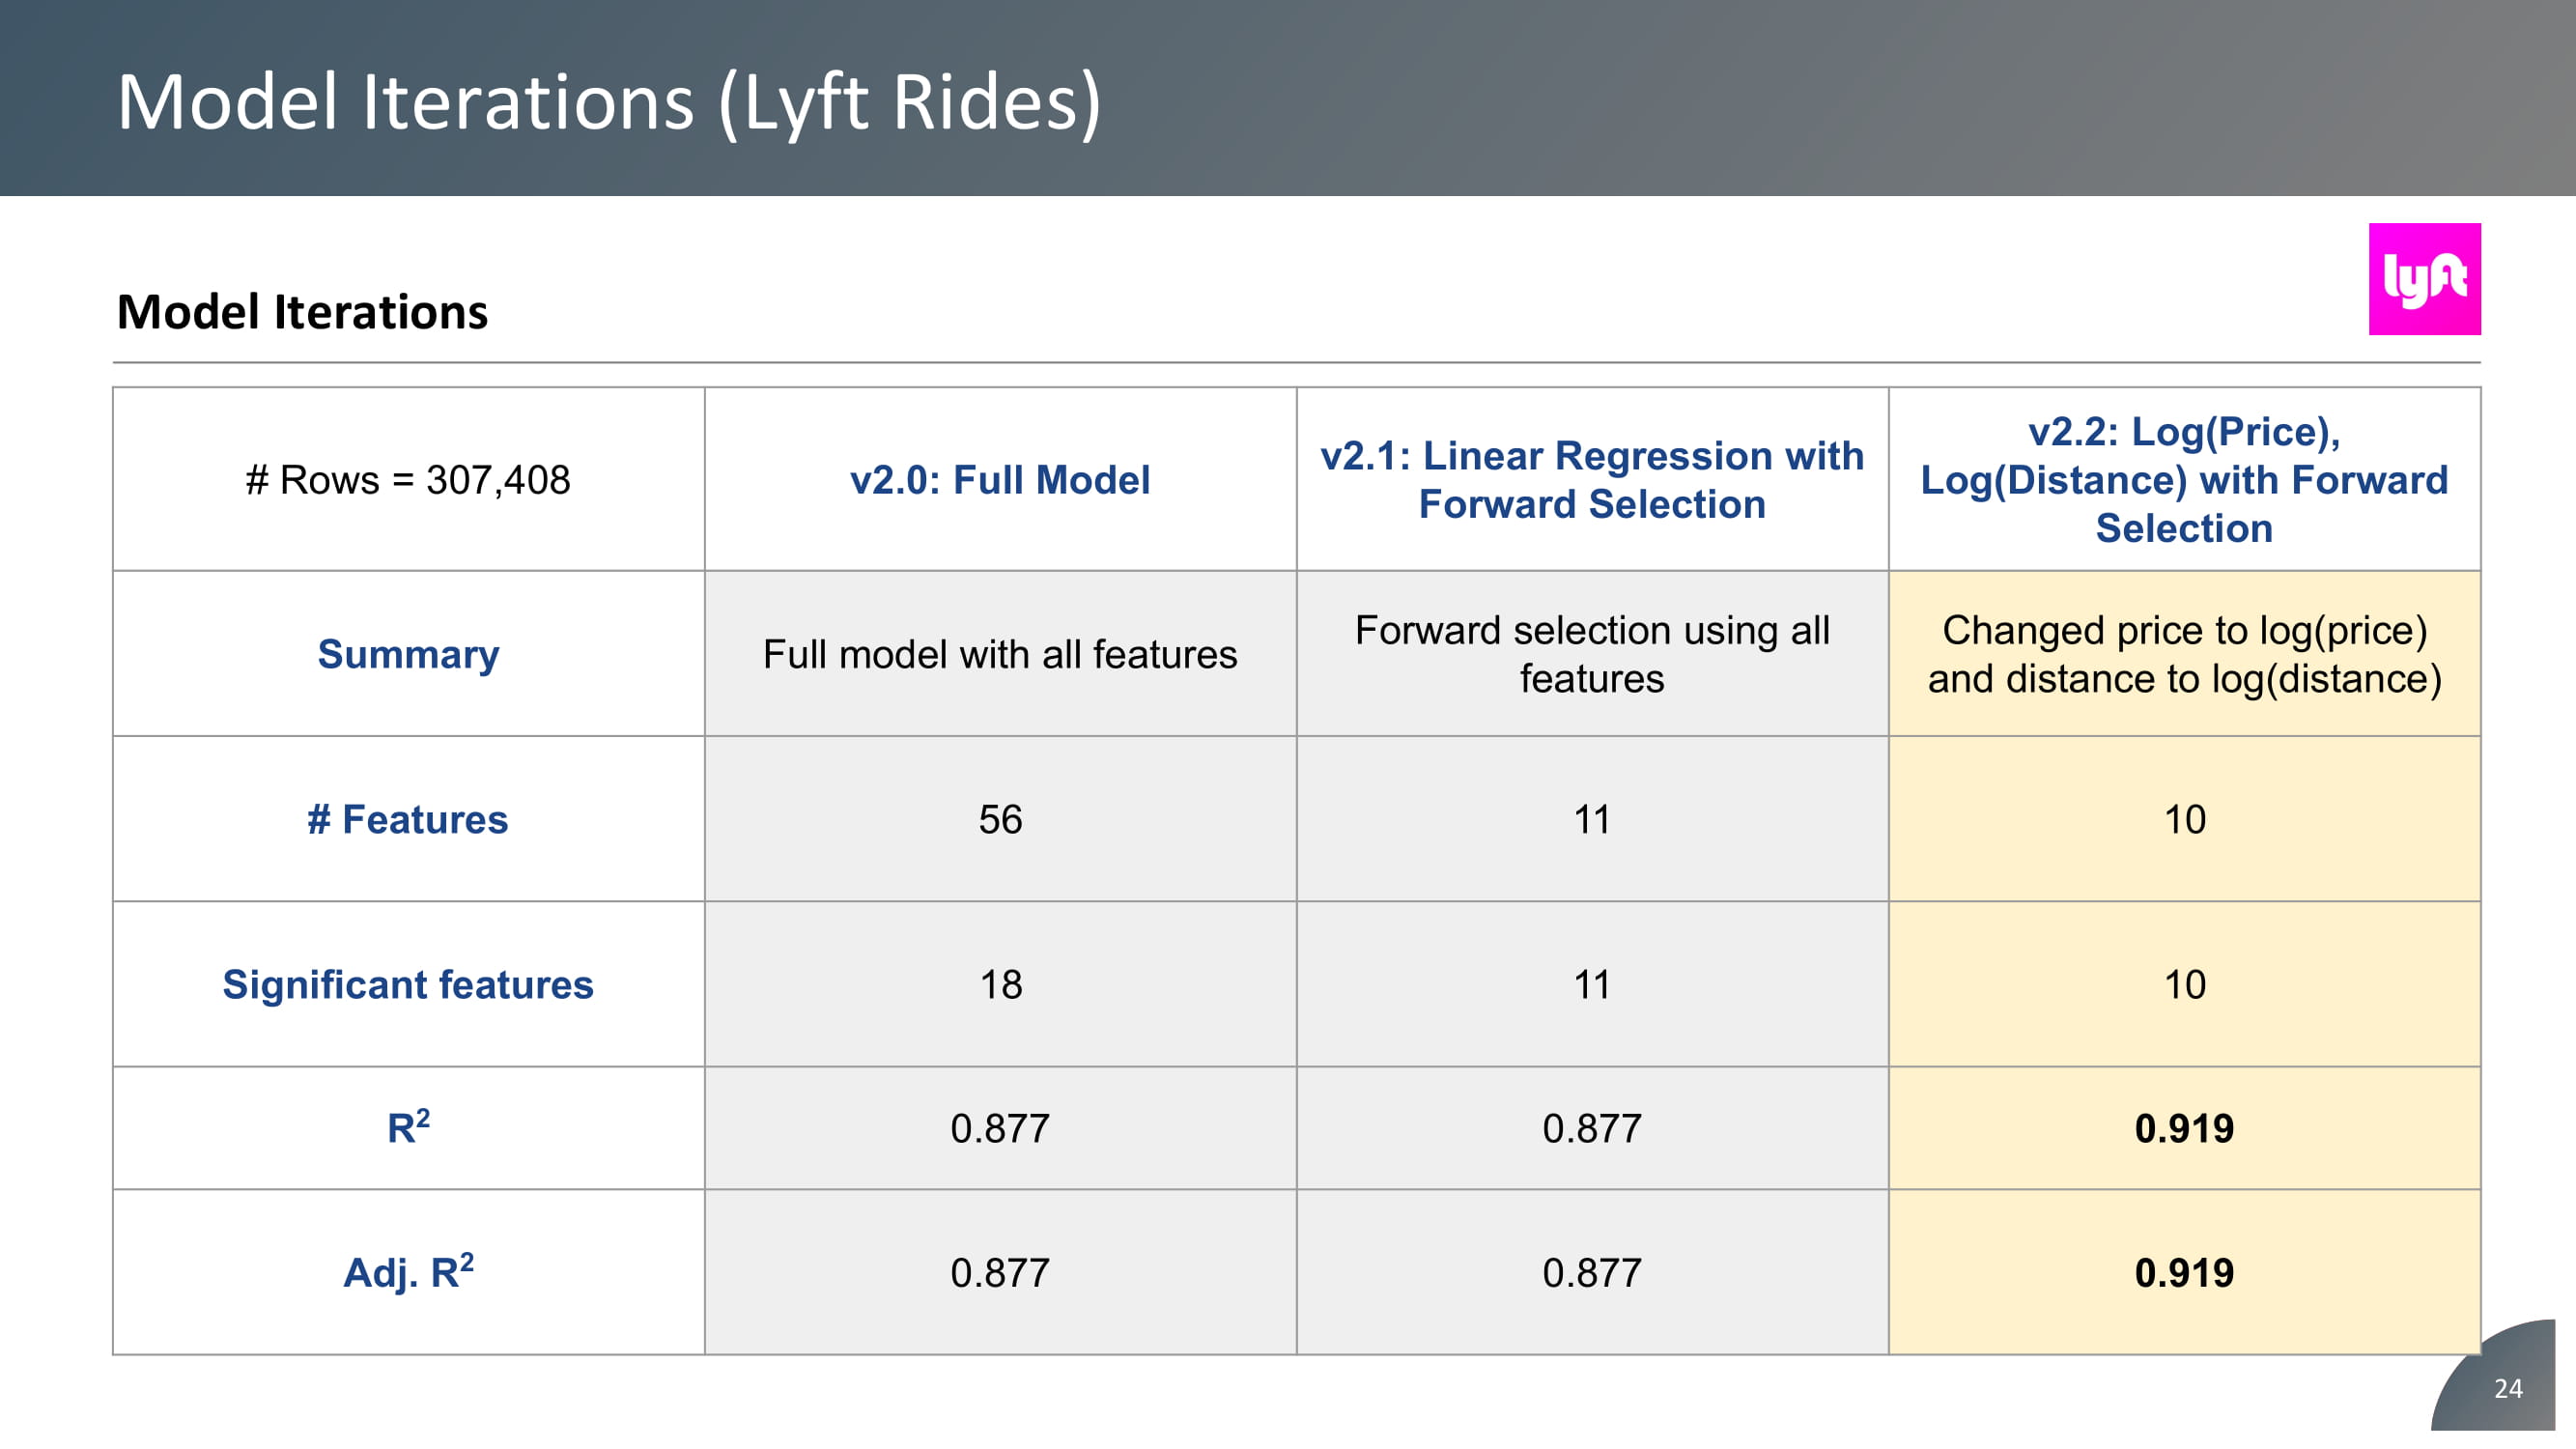 Model Iterations (Lyft Rides)
lyft
Model Iterations
# Rows = 307,408
v2.0: Full Model
v2.1: Linear Regression with
Forward Selection
v2.2: Log(Price),
Log(Distance) with Forward
Selection
Summary
Full model with all features
Forward selection using all
features
Changed price to log(price)
and distance to log(distance)
# Features
56
11
10
Significant features
18
11
10
R²
0.877
0.877
0.919
Adj. R²
0.877
0.877
0.919
24